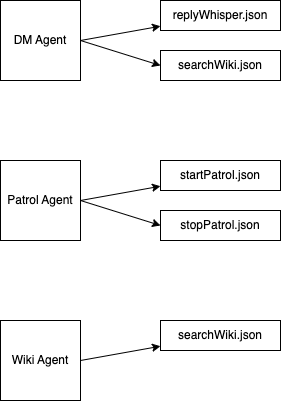 replyWhisper.json
DM Agent
searchWiki.json
startPatrol.json
Patrol Agent
stopPatrol.json
searchWiki.json
Wiki Agent